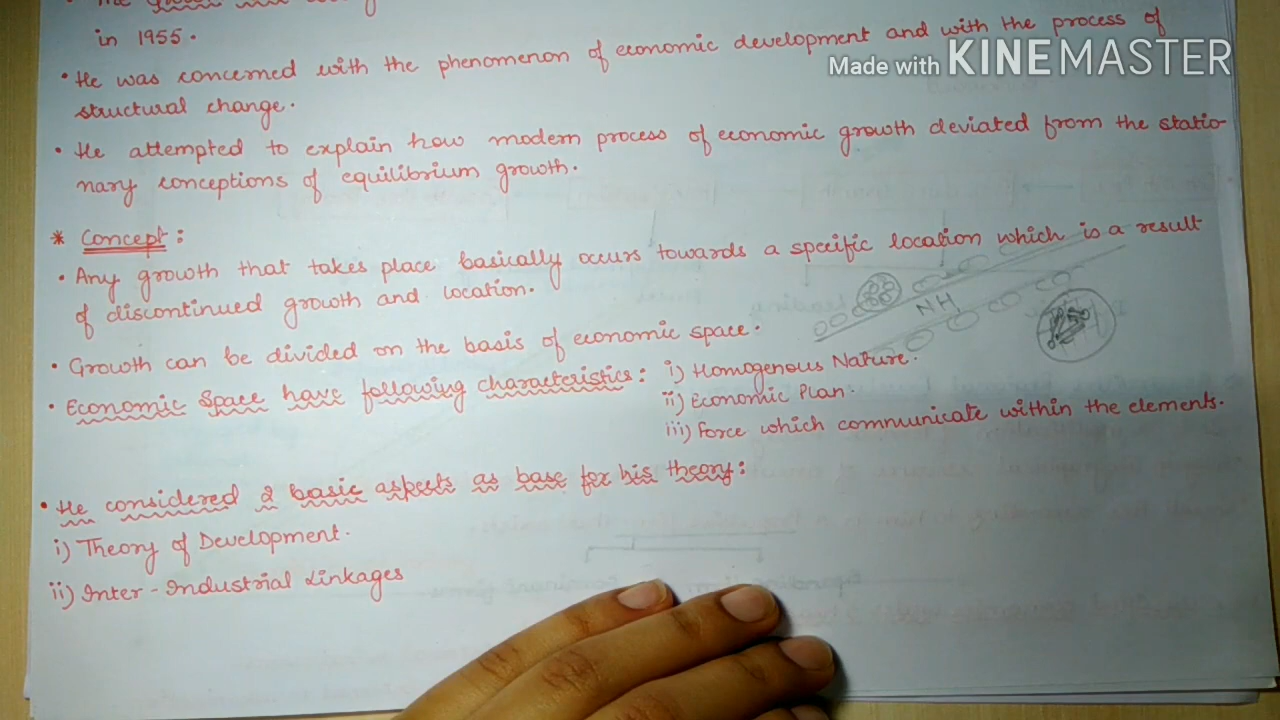 in 1955.
Made with KINEMASTER
• He was concerned with the phenomenon of economic development and with the process of
structural change.
• He attempted to explain how modern process of economic growth deviated from the statio-
nary conceptions of equilibrium growth.
* Concept:
• Any growth that takes place basically occurs towards a specific location which is a result
of discontinued growth and location.
NH
• Growth can be divided on the basis of economic space.
• Economic Space have following characteristics: i) Homogenous Nature.
ii) Economic Plan.
iii) Force which communicate within the elements.
• He considered 2 basic aspects as base for his theory:
i) Theory of Development.
ii) Inter-Industrial Linkages